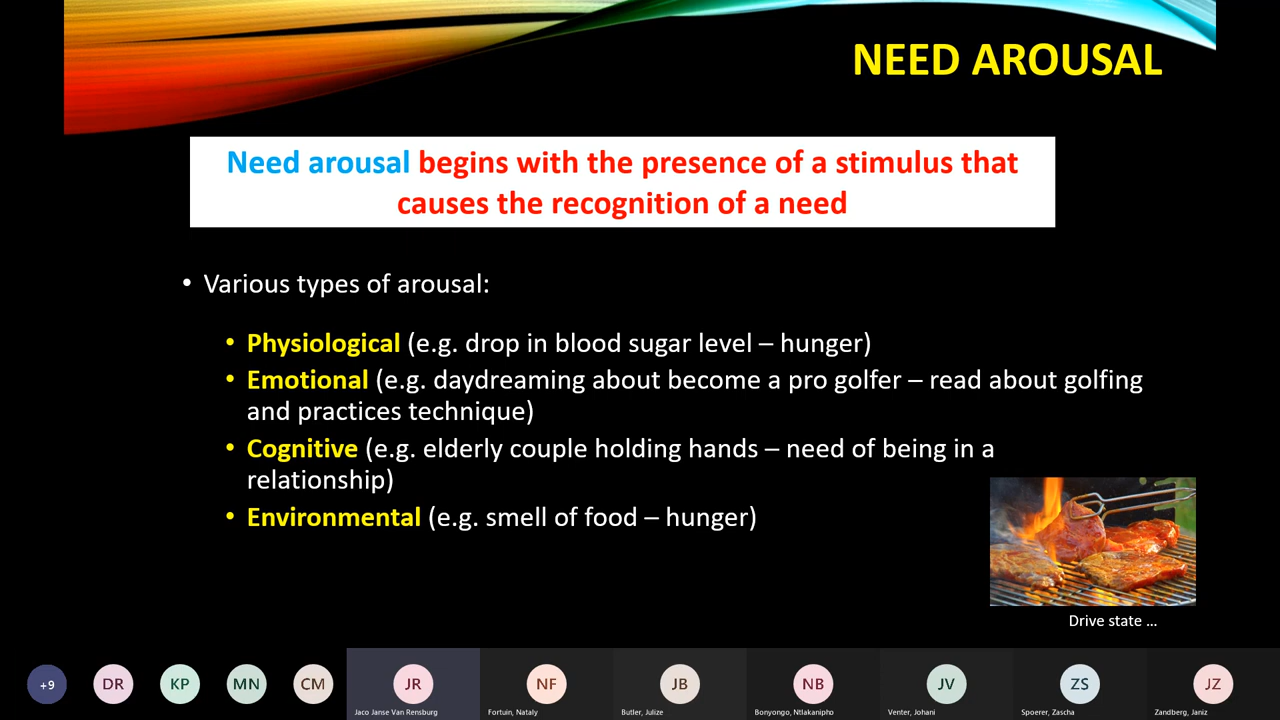 NEED AROUSAL
Need arousal begins with the presence of a stimulus that
causes the recognition of a need
• Various types of arousal:
• Physiological (e.g. drop in blood sugar level – hunger)
• Emotional (e.g. daydreaming about become a pro golfer – read about golfing
and practices technique)
• Cognitive (e.g. elderly couple holding hands – need of being in a
relationship)
• Environmental (e.g. smell of food – hunger)
Drive state ...
+9 DR KP MN CM JR NF JB NB JV ZS JZ
Jaco Janse Van Rensburg Fortuin, Nataly Butler, Julize Bonyongo, Ntlakanipho Venter, Johani Spoerer, Zascha Zandberg, Janiz